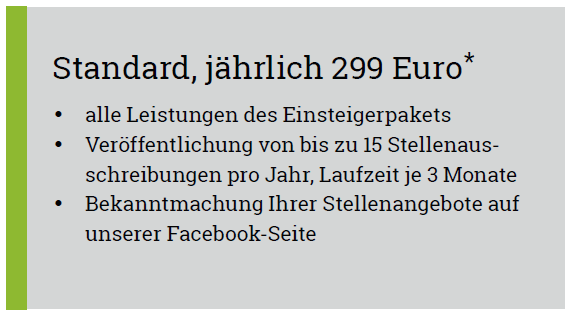 Standard, jährlich 299 Euro*
• alle Leistungen des Einsteigerpakets
• Veröffentlichung von bis zu 15 Stellenaus-
schreibungen pro Jahr, Laufzeit je 3 Monate
• Bekanntmachung Ihrer Stellenangebote auf
unserer Facebook-Seite